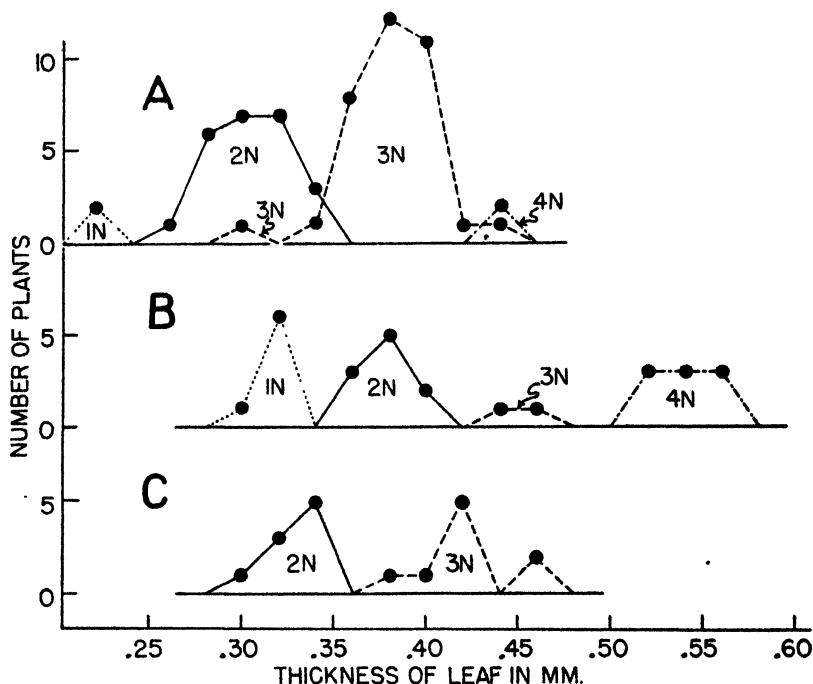 10
A
5
2N
3N
3N
4N
1N
0
NUMBER OF PLANTS
B
5
1N
2N
3N
4N
0
C
5
2N
3N
0
.25 .30 .35 .40 .45 .50 .55 .60
THICKNESS OF LEAF IN MM.